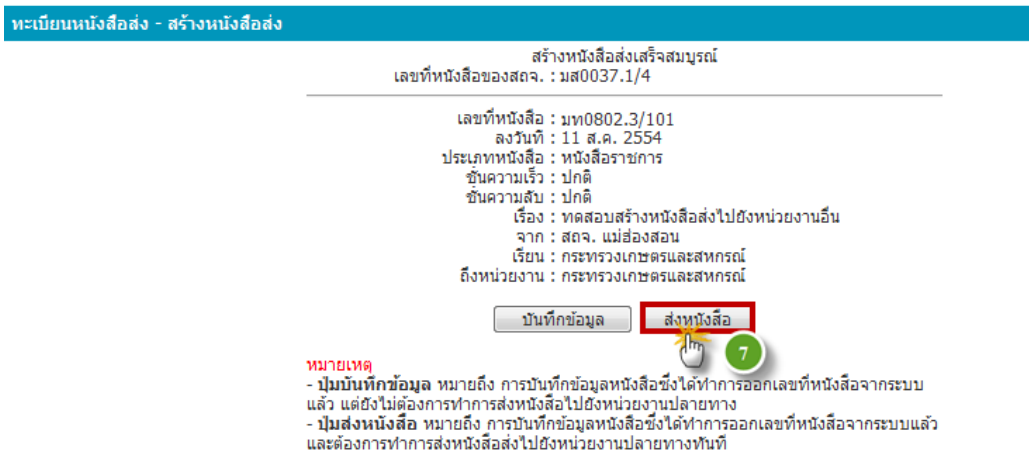 ทะเบียนหนังสือส่ง - สร้างหนังสือส่ง
สร้างหนังสือส่งเสร็จสมบูรณ์
เลขที่หนังสือของสถจ. : มส0037.1/4
เลขที่หนังสือ : มท0802.3/101
ลงวันที่ : 11 ส.ค. 2554
ประเภทหนังสือ : หนังสือราชการ
ชั้นความเร็ว : ปกติ
ชั้นความลับ : ปกติ
เรื่อง : ทดสอบสร้างหนังสือส่งไปยังหน่วยงานอื่น
จาก : สถจ. แม่ฮ่องสอน
เรียน : กระทรวงเกษตรและสหกรณ์
ถึงหน่วยงาน : กระทรวงเกษตรและสหกรณ์
บันทึกข้อมูล ส่งหนังสือ
7
หมายเหตุ
- ปุ่มบันทึกข้อมูล หมายถึง การบันทึกข้อมูลหนังสือซึ่งได้ทำการออกเลขที่หนังสือจากระบบ
แล้ว แต่ยังไม่ต้องการทำการส่งหนังสือไปยังหน่วยงานปลายทาง
- ปุ่มส่งหนังสือ หมายถึง การบันทึกข้อมูลหนังสือซึ่งได้ทำการออกเลขที่หนังสือจากระบบแล้ว
และต้องการทำการส่งหนังสือส่งไปยังหน่วยงานปลายทางทันที